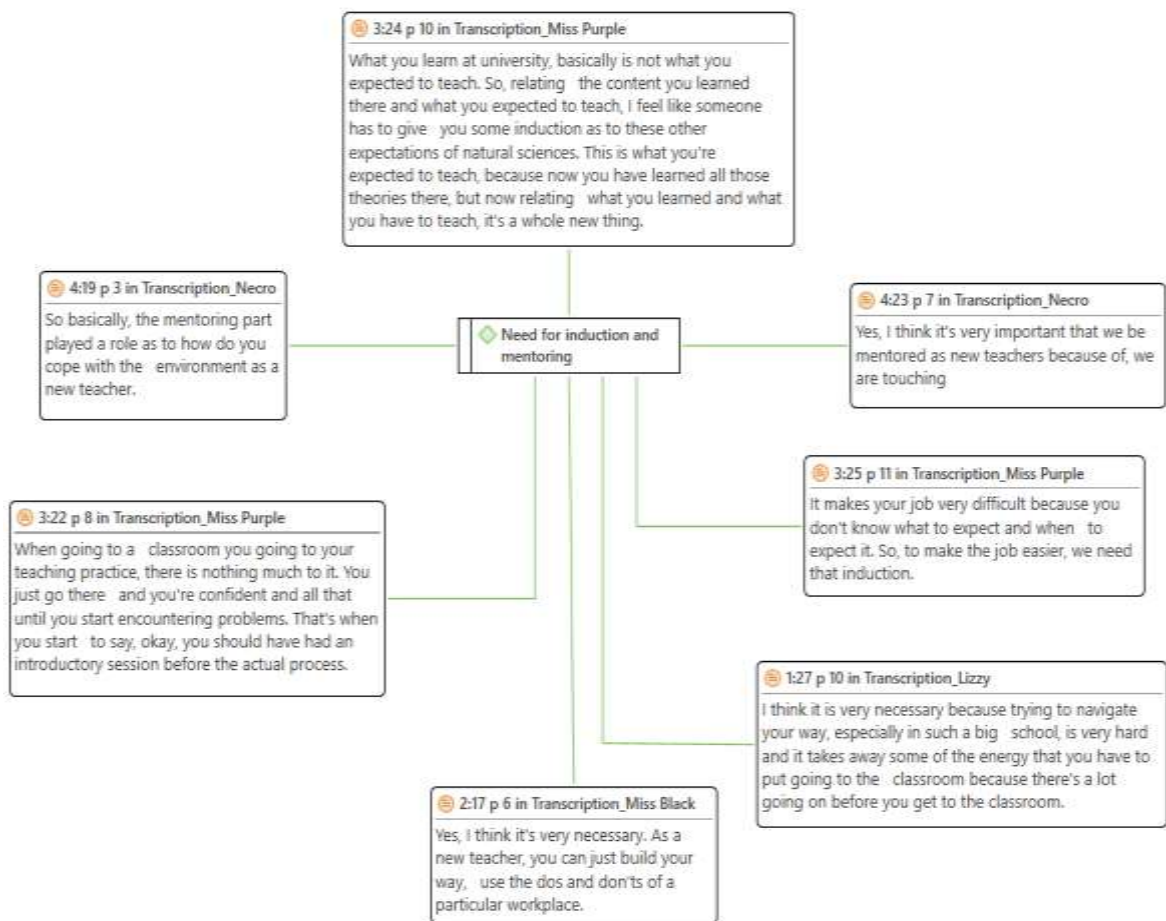 3:24 p 10 in Transcription_Miss Purple
What you learn at university, basically is not what you
expected to teach. So, relating the content you learned
there and what you expected to teach, I feel like someone
has to give you some induction as to these other
expectations of natural sciences. This is what you're
expected to teach, because now you have learned all those
theories there, but now relating what you learned and what
you have to teach, it's a whole new thing.
4:19 p 3 in Transcription_Necro
So basically, the mentoring part
played a role as to how do you
cope with the environment as a
new teacher.
Need for induction and
mentoring
4:23 p 7 in Transcription_Necro
Yes, I think it's very important that we be
mentored as new teachers because of, we
are touching
3:25 p 11 in Transcription_Miss Purple
It makes your job very difficult because you
don't know what to expect and when to
expect it. So, to make the job easier, we need
that induction.
3:22 p 8 in Transcription_Miss Purple
When going to a classroom you going to your
teaching practice, there is nothing much to it. You
just go there and you're confident and all that
until you start encountering problems. That's when
you start to say, okay, you should have had an
introductory session before the actual process.
1:27 p 10 in Transcription_Lizzy
I think it is very necessary because trying to navigate
your way, especially in such a big school, is very hard
and it takes away some of the energy that you have to
put going to the classroom because there's a lot
going on before you get to the classroom.
2:17 p 6 in Transcription_Miss Black
Yes, I think it's very necessary. As a
new teacher, you can just build your
way, use the dos and don'ts of a
particular workplace.